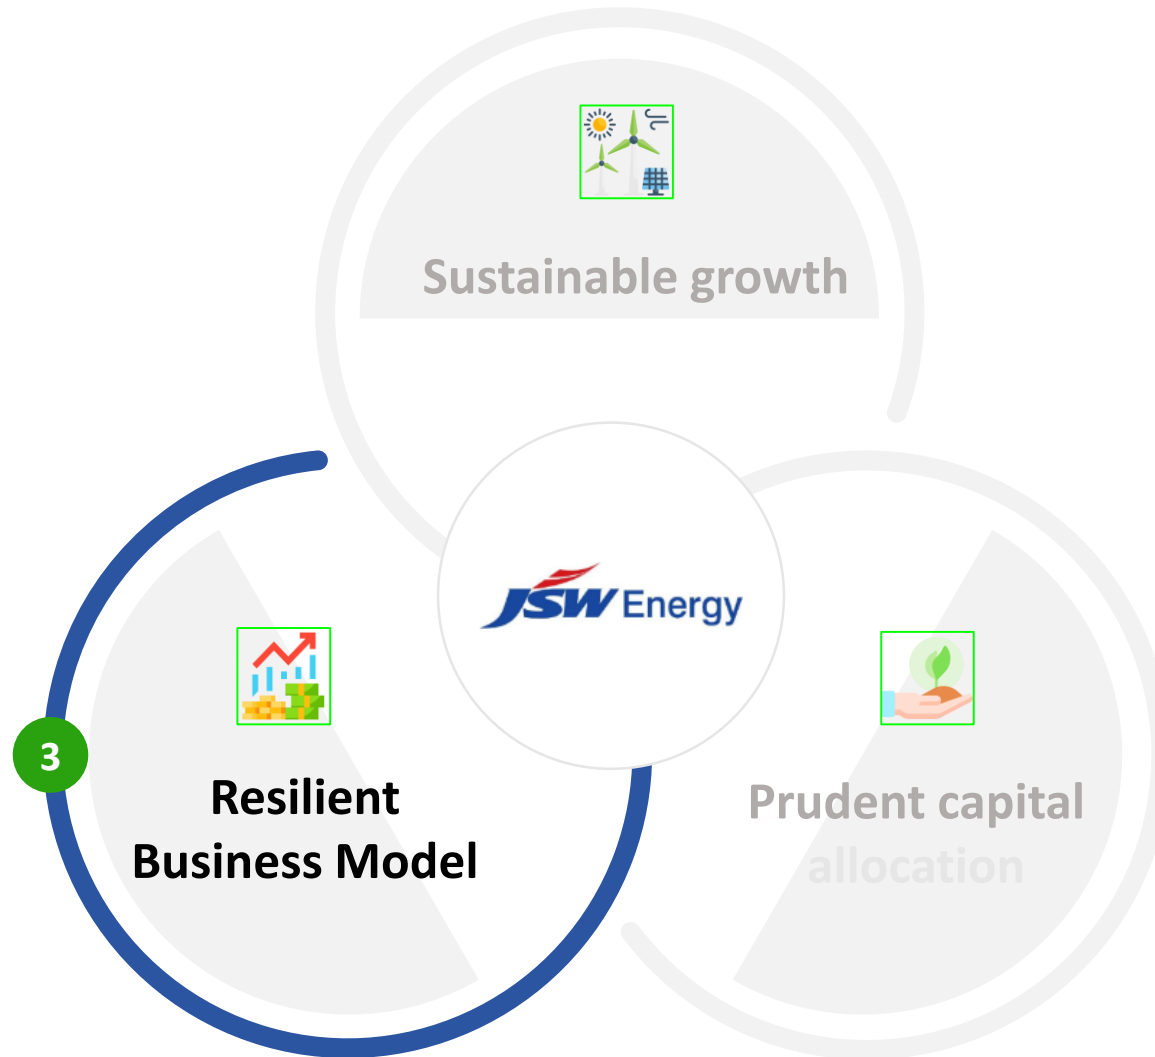 Sustainable growth
JSW Energy
3
Resilient
Business Model
Prudent capital
allocation